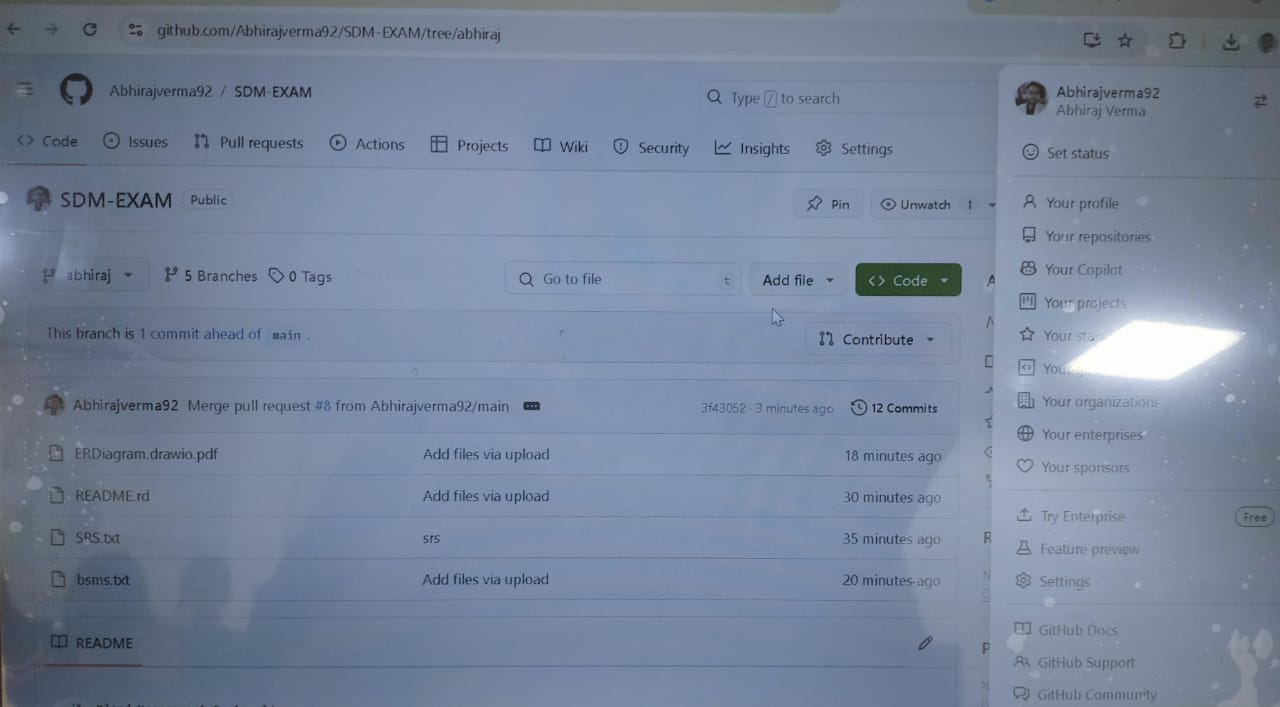 github.com/Abhirajverma92/SDM-EXAM/tree/abhiraj
Abhirajverma92 / SDM-EXAM
Type / to search
Code
Issues
Pull requests
Actions
Projects
Wiki
Security
Insights
Settings
SDM-EXAM Public
Pin
Unwatch 1
abhiraj
5 Branches
0 Tags
Go to file t
Add file
Code
This branch is 1 commit ahead of main .
Contribute
Abhirajverma92 Merge pull request #8 from Abhirajverma92/main
3f43052 · 3 minutes ago
12 Commits
ERDiagram.drawio.pdf Add files via upload 18 minutes ago
README.rd Add files via upload 30 minutes ago
SRS.txt srs 35 minutes ago
bsms.txt Add files via upload 20 minutes ago
README
Abhirajverma92
Abhiraj Verma
Set status
Your profile
Your repositories
Your Copilot
Your projects
Your
Your organizations
Your enterprises
Your sponsors
Try Enterprise Free
Feature preview
Settings
GitHub Docs
GitHub Support
GitHub Community